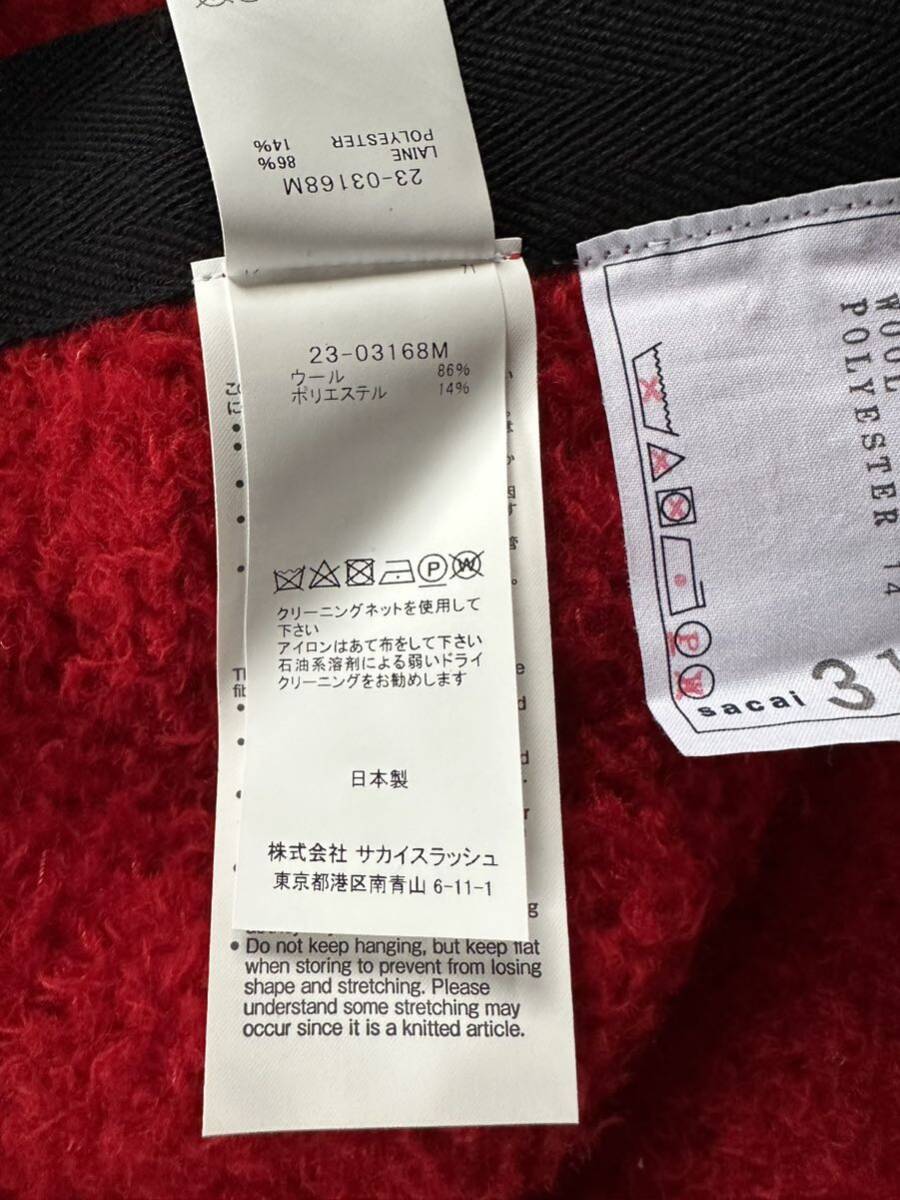 POLYESTER 14%
LAINE 86%
23-03168M
23-03168M
ウール 86%
ポリエステル 14%
クリーニングネットを使用して
下さい
アイロンはあて布をして下さい
石油系溶剤による弱いドライ
クリーニングをお勧めします
日本製
株式会社 サカイスラッシュ
東京都港区南青山 6-11-1
• Do not keep hanging, but keep flat
when storing to prevent from losing
shape and stretching. Please
understand some stretching may
occur since it is a knitted article.
WOOL
POLYESTER 14
P
W
P
W
sacai 31